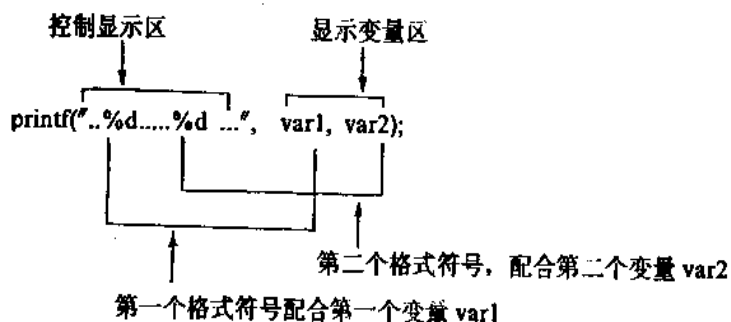 控制显示区 显示变量区
printf("..%d.....%d ...", var1, var2);
第二个格式符号，配合第二个变量 var2
第一个格式符号配合第一个变量 var1